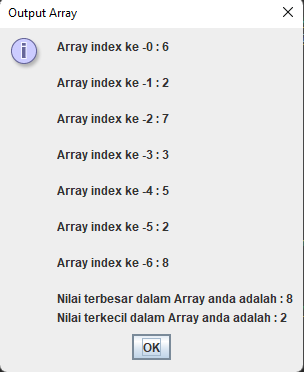 Output Array
Array index ke -0 : 6
Array index ke -1 : 2
Array index ke -2 : 7
Array index ke -3 : 3
Array index ke -4 : 5
Array index ke -5 : 2
Array index ke -6 : 8
Nilai terbesar dalam Array anda adalah : 8
Nilai terkecil dalam Array anda adalah : 2
OK